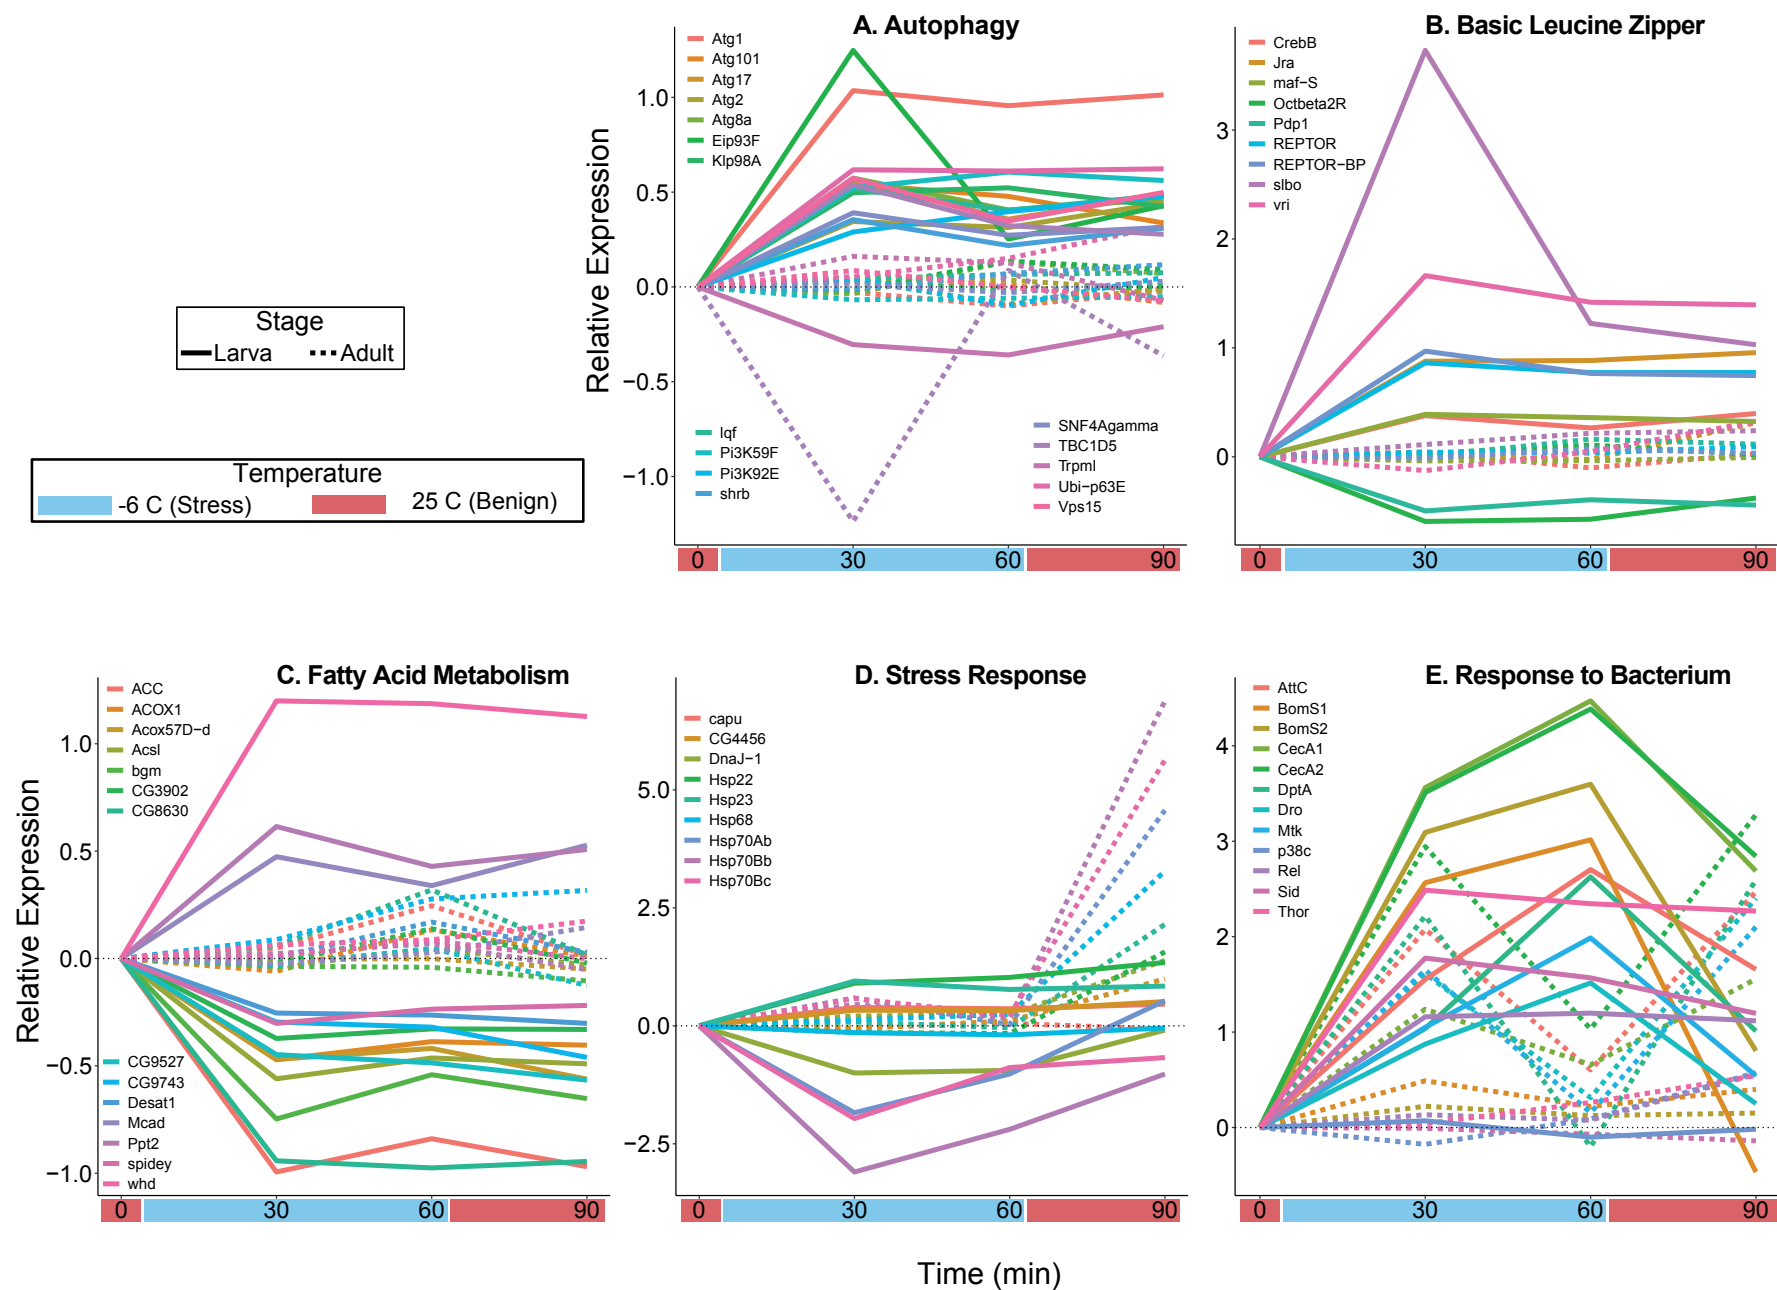 A. Autophagy
Atg1
Atg101
Atg17
Atg2
Atg8a
Eip93F
Klp98A
lqf
Pi3K59F
Pi3K92E
shrb
SNF4Agamma
TBC1D5
Trpml
Ubi−p63E
Vps15
Relative Expression
1.0
0.5
0.0
−0.5
−1.0
0 30 60 90
B. Basic Leucine Zipper
CrebB
Jra
maf−S
Octbeta2R
Pdp1
REPTOR
REPTOR−BP
slbo
vri
3
2
1
0
0 30 60 90
Stage
Larva Adult
Temperature
-6 C (Stress) 25 C (Benign)
C. Fatty Acid Metabolism
ACC
ACOX1
Acox57D−d
Acsl
bgm
CG3902
CG8630
CG9527
CG9743
Desat1
Mcad
Ppt2
spidey
whd
Relative Expression
1.0
0.5
0.0
−0.5
−1.0
0 30 60 90
D. Stress Response
capu
CG4456
DnaJ−1
Hsp22
Hsp23
Hsp68
Hsp70Ab
Hsp70Bb
Hsp70Bc
5.0
2.5
0.0
−2.5
0 30 60 90
E. Response to Bacterium
AttC
BomS1
BomS2
CecA1
CecA2
DptA
Dro
Mtk
p38c
Rel
Sid
Thor
4
3
2
1
0
0 30 60 90
Time (min)